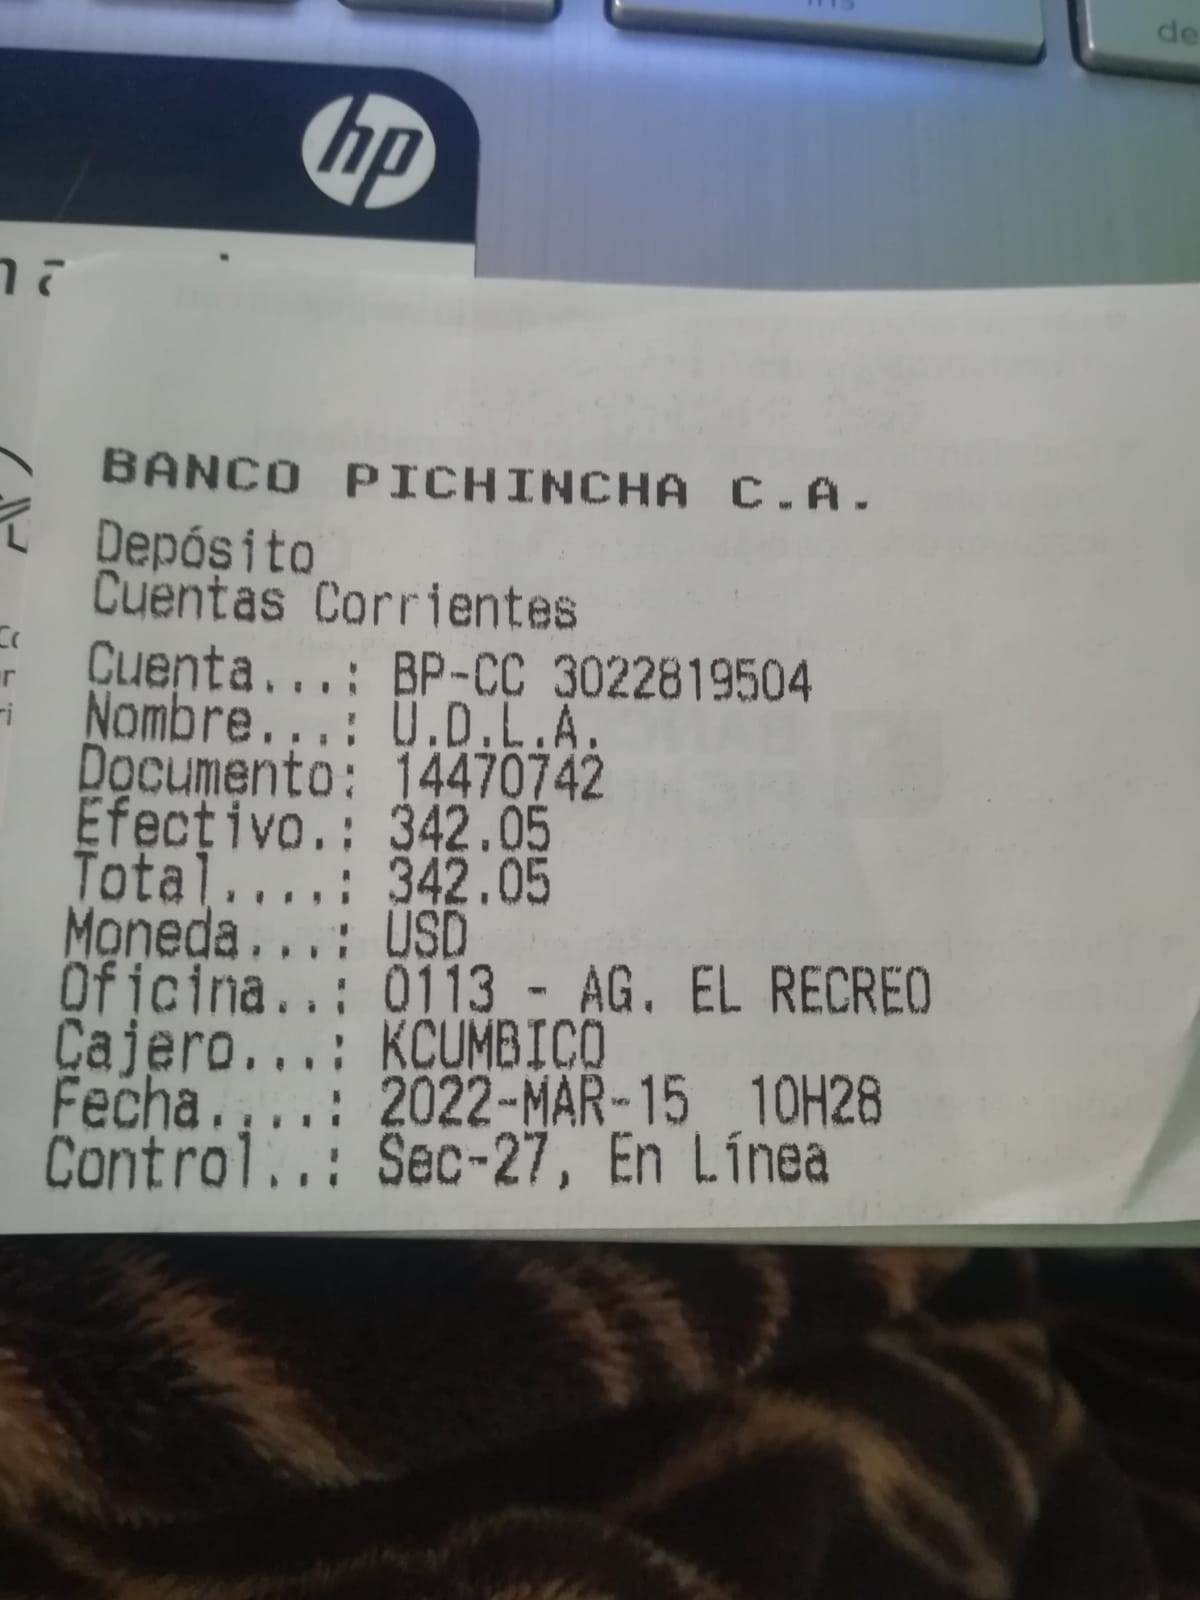 ins
de
hp
BANCO PICHINCHA C.A.
Depósito
Cuentas Corrientes
Cuenta...: BP-CC 3022819504
Nombre...: U.D.L.A.
Documento: 14470742
Efectivo.: 342.05
Total....: 342.05
Moneda...: USD
Oficina..: 0113 - AG. EL RECREO
Cajero...: KCUMBICO
Fecha....: 2022-MAR-15 10H28
Control..: Sec-27, En Línea